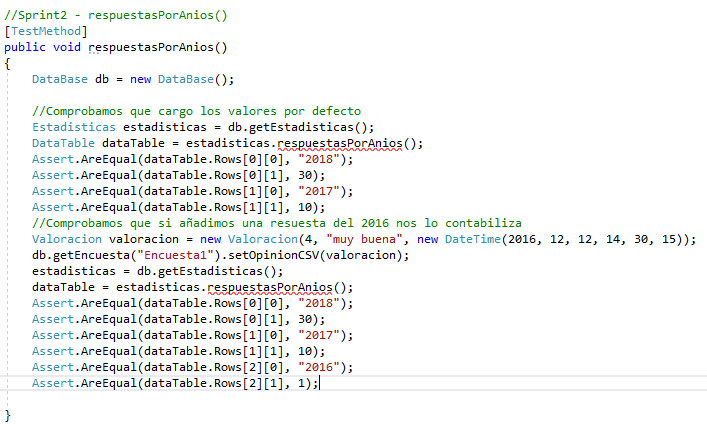 //Sprint2 - respuestasPorAnios()
[TestMethod]
public void respuestasPorAnios()
{
DataBase db = new DataBase();
//Comprobamos que cargo los valores por defecto
Estadisticas estadisticas = db.getEstadisticas();
DataTable dataTable = estadisticas.respuestasPorAnios();
Assert.AreEqual(dataTable.Rows[0][0], "2018");
Assert.AreEqual(dataTable.Rows[0][1], 30);
Assert.AreEqual(dataTable.Rows[1][0], "2017");
Assert.AreEqual(dataTable.Rows[1][1], 10);
//Comprobamos que si añadimos una resuesta del 2016 nos lo contabiliza
Valoracion valoracion = new Valoracion(4, "muy buena", new DateTime(2016, 12, 12, 14, 30, 15));
db.getEncuesta("Encuesta1").setOpinionCSV(valoracion);
estadisticas = db.getEstadisticas();
dataTable = estadisticas.respuestasPorAnios();
Assert.AreEqual(dataTable.Rows[0][0], "2018");
Assert.AreEqual(dataTable.Rows[0][1], 30);
Assert.AreEqual(dataTable.Rows[1][0], "2017");
Assert.AreEqual(dataTable.Rows[1][1], 10);
Assert.AreEqual(dataTable.Rows[2][0], "2016");
Assert.AreEqual(dataTable.Rows[2][1], 1);
}